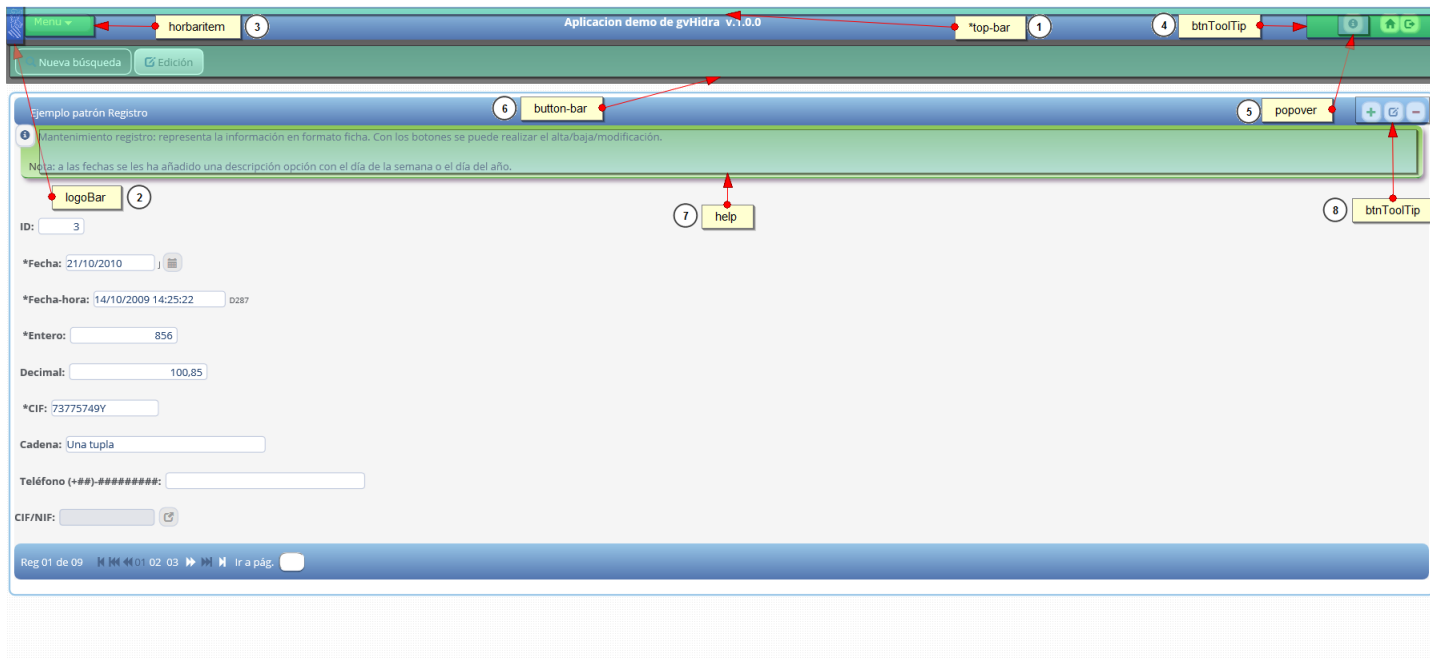 Menu
horbaritem
3
Aplicacion demo de gvHidra v.1.0.0
*top-bar
1
4
btnToolTip
Nueva búsqueda
Edición
6
button-bar
5
popover
Ejemplo patrón Registro
Mantenimiento registro: representa la información en formato ficha. Con los botones se puede realizar el alta/baja/modificación.
Nota: a las fechas se les ha añadido una descripción opción con el día de la semana o el día del año.
logoBar
2
7
help
8
btnToolTip
ID: 3
*Fecha: 21/10/2010 J
*Fecha-hora: 14/10/2009 14:25:22 D287
*Entero: 856
Decimal: 100,85
*CIF: 73775749Y
Cadena: Una tupla
Teléfono (+##)-#########:
CIF/NIF:
Reg 01 de 09 01 02 03 Ir a pág.